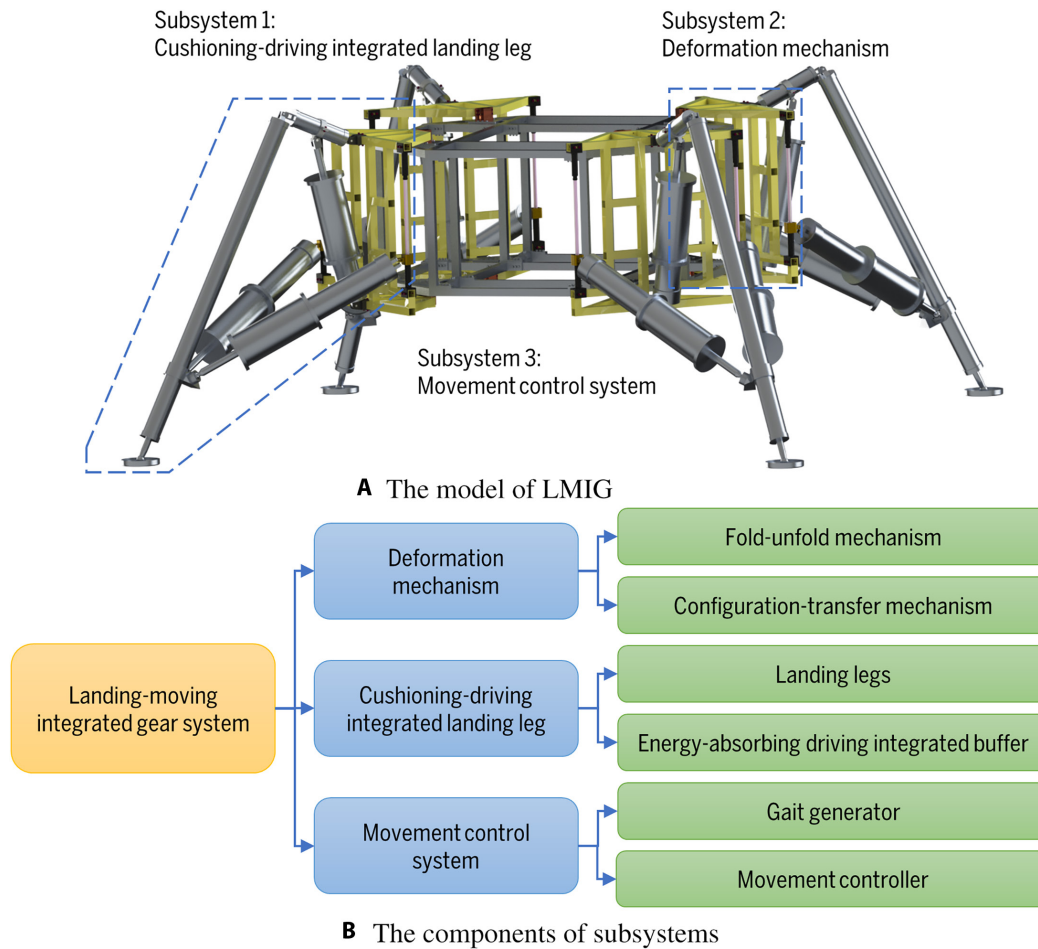 Subsystem 1:
Cushioning-driving integrated landing leg
Subsystem 2:
Deformation mechanism
Subsystem 3:
Movement control system
A The model of LMIG
Landing-moving
integrated gear system
Deformation
mechanism
Fold-unfold mechanism
Configuration-transfer mechanism
Cushioning-driving
integrated landing leg
Landing legs
Energy-absorbing driving integrated buffer
Movement control
system
Gait generator
Movement controller
B The components of subsystems